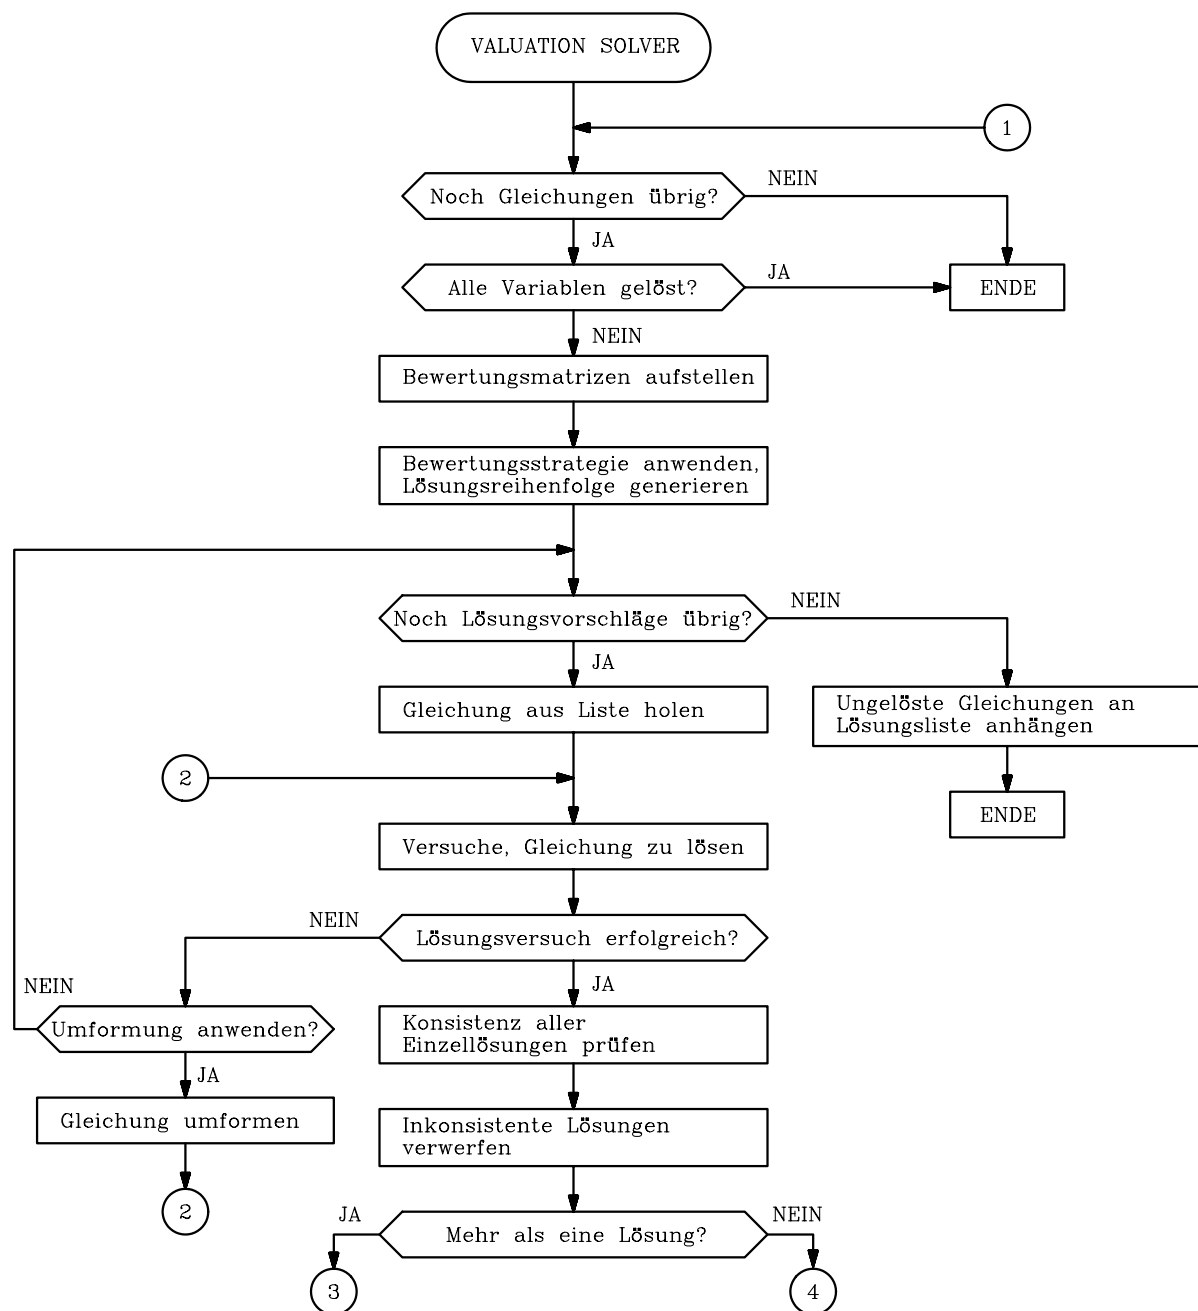 VALUATION SOLVER
1
Noch Gleichungen übrig?
NEIN
JA
Alle Variablen gelöst?
JA
ENDE
NEIN
Bewertungsmatrizen aufstellen
Bewertungsstrategie anwenden,
Lösungsreihenfolge generieren
Noch Lösungsvorschläge übrig?
NEIN
JA
Gleichung aus Liste holen
Ungelöste Gleichungen an
Lösungsliste anhängen
2
ENDE
Versuche, Gleichung zu lösen
NEIN
Lösungsversuch erfolgreich?
NEIN
JA
Umformung anwenden?
Konsistenz aller
Einzellösungen prüfen
JA
Gleichung umformen
Inkonsistente Lösungen
verwerfen
2
JA
Mehr als eine Lösung?
NEIN
3
4